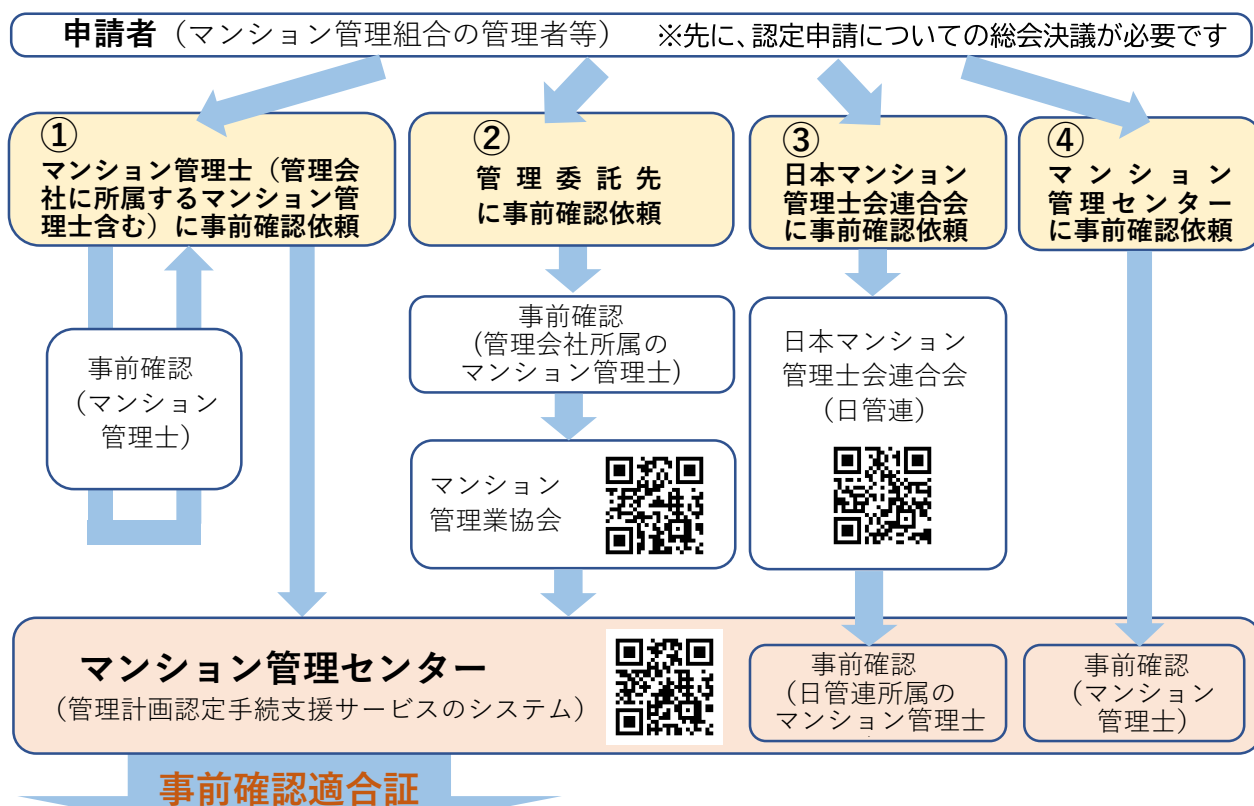 申請者（マンション管理組合の管理者等） ※先に、認定申請についての総会決議が必要です
①
マンション管理士（管理会
社に所属するマンション管
理士含む）に事前確認依頼
②
管理委託先
に事前確認依頼
③
日本マンション
管理士会連合会
に事前確認依頼
④
マンション
管理センター
に事前確認依頼
事前確認
（マンション
管理士）
事前確認
(管理会社所属の
マンション管理士）
マンション
管理業協会
日本マンション
管理士会連合会
（日管連）
マンション管理センター
（管理計画認定手続支援サービスのシステム）
事前確認
（日管連所属の
マンション管理士
事前確認
（マンション
管理士）
事前確認適合証